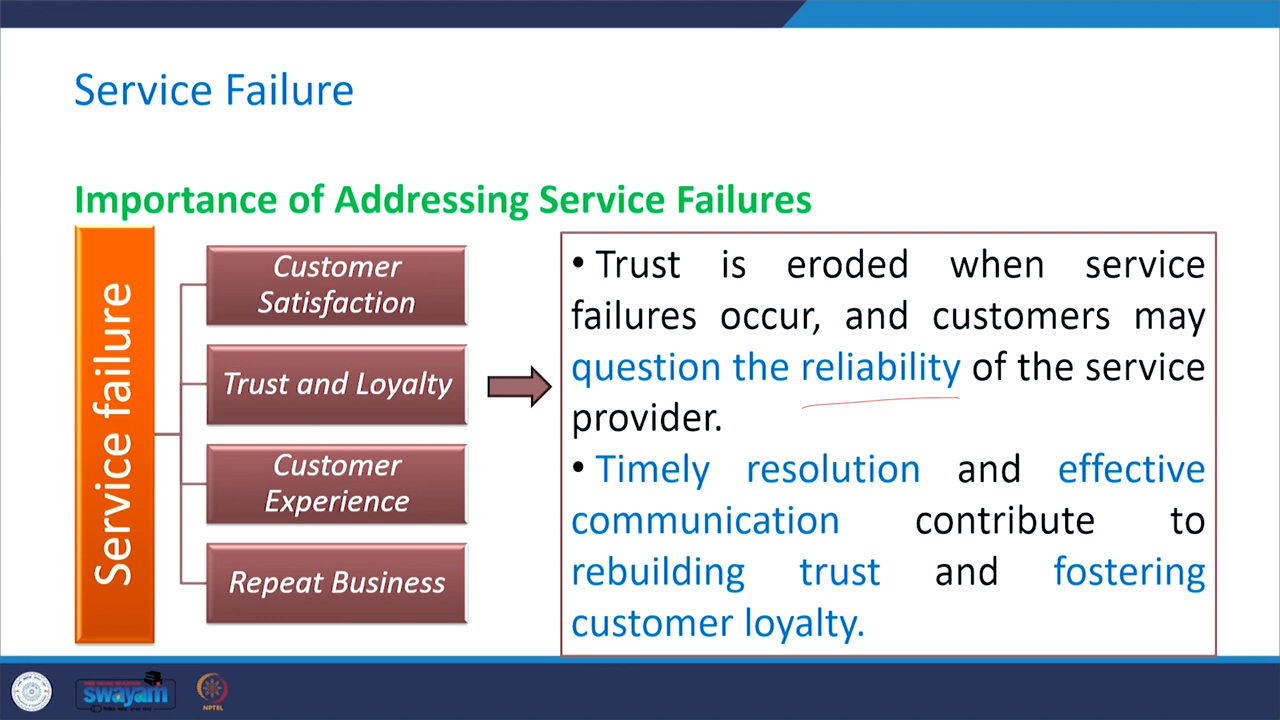 Service Failure
Importance of Addressing Service Failures
Service failure
Customer
Satisfaction
Trust and Loyalty
Customer
Experience
Repeat Business
• Trust is eroded when service
failures occur, and customers may
question the reliability of the service
provider.
• Timely resolution and effective
communication contribute to
rebuilding trust and fostering
customer loyalty.
swayam
NPTEL